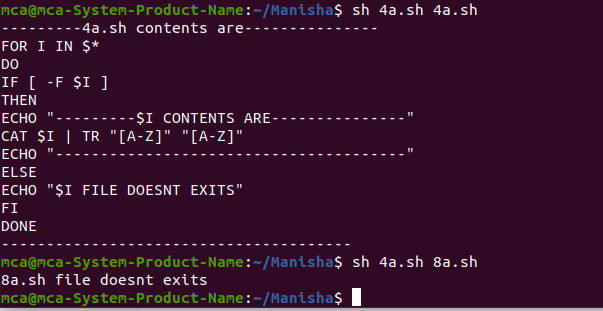 mca@mca-System-Product-Name:~/Manisha$ sh 4a.sh 4a.sh
---------4a.sh contents are---------------
FOR I IN $*
DO
IF [ -F $I ]
THEN
ECHO "---------$I CONTENTS ARE---------------"
CAT $I | TR "[A-Z]" "[A-Z]"
ECHO "---------------------------------------"
ELSE
ECHO "$I FILE DOESNT EXITS"
FI
DONE
---------------------------------------
mca@mca-System-Product-Name:~/Manisha$ sh 4a.sh 8a.sh
8a.sh file doesnt exits
mca@mca-System-Product-Name:~/Manisha$